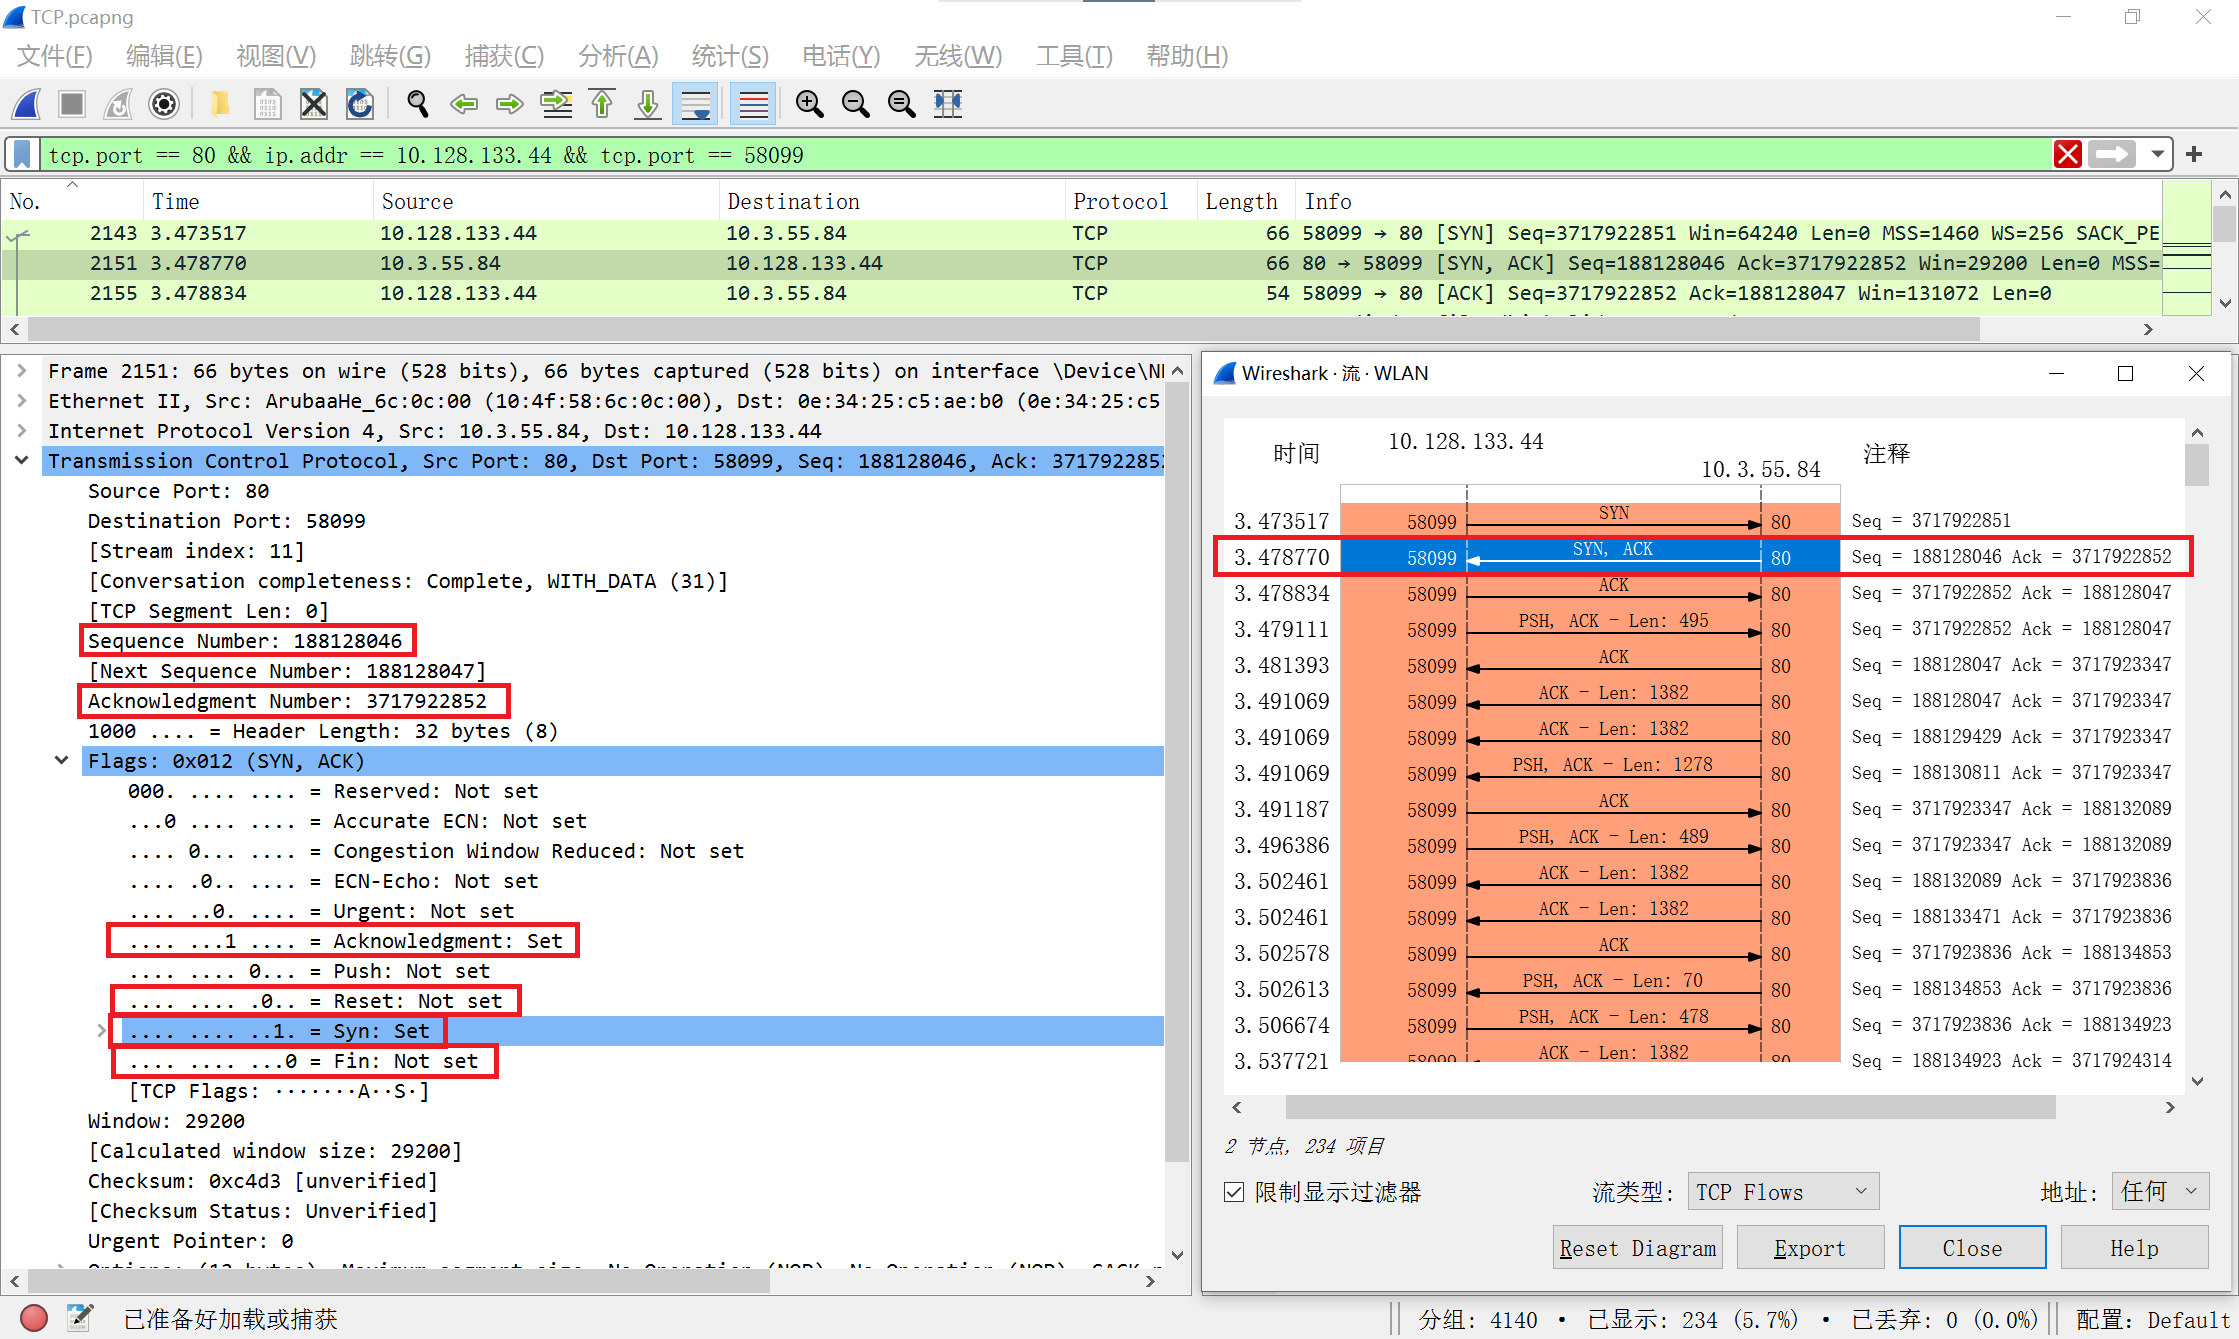 TCP.pcapng
文件(F) 编辑(E) 视图(V) 跳转(G) 捕获(C) 分析(A) 统计(S) 电话(Y) 无线(W) 工具(T) 帮助(H)
tcp.port == 80 && ip.addr == 10.128.133.44 && tcp.port == 58099
No. Time Source Destination Protocol Length Info
2143 3.473517 10.128.133.44 10.3.55.84 TCP 66 58099 → 80 [SYN] Seq=3717922851 Win=64240 Len=0 MSS=1460 WS=256 SACK_PE
2151 3.478770 10.3.55.84 10.128.133.44 TCP 66 80 → 58099 [SYN, ACK] Seq=188128046 Ack=3717922852 Win=29200 Len=0 MSS=
2155 3.478834 10.128.133.44 10.3.55.84 TCP 54 58099 → 80 [ACK] Seq=3717922852 Ack=188128047 Win=131072 Len=0
Frame 2151: 66 bytes on wire (528 bits), 66 bytes captured (528 bits) on interface \Device\NI
Ethernet II, Src: ArubaaHe_6c:0c:00 (10:4f:58:6c:0c:00), Dst: 0e:34:25:c5:ae:b0 (0e:34:25:c5
Internet Protocol Version 4, Src: 10.3.55.84, Dst: 10.128.133.44
Transmission Control Protocol, Src Port: 80, Dst Port: 58099, Seq: 188128046, Ack: 3717922852
Source Port: 80
Destination Port: 58099
[Stream index: 11]
[Conversation completeness: Complete, WITH_DATA (31)]
[TCP Segment Len: 0]
Sequence Number: 188128046
[Next Sequence Number: 188128047]
Acknowledgment Number: 3717922852
1000 .... = Header Length: 32 bytes (8)
Flags: 0x012 (SYN, ACK)
000. .... .... = Reserved: Not set
...0 .... .... = Accurate ECN: Not set
.... 0... .... = Congestion Window Reduced: Not set
.... .0.. .... = ECN-Echo: Not set
.... ..0. .... = Urgent: Not set
.... ...1 .... = Acknowledgment: Set
.... .... 0... = Push: Not set
.... .... .0.. = Reset: Not set
.... .... ..1. = Syn: Set
.... .... ...0 = Fin: Not set
[TCP Flags: ·······A··S·]
Window: 29200
[Calculated window size: 29200]
Checksum: 0xc4d3 [unverified]
[Checksum Status: Unverified]
Urgent Pointer: 0
Options: (12 bytes), Maximum segment size, No-Operation (NOP), No-Operation (NOP), SACK
Wireshark · 流 · WLAN
时间 10.128.133.44 10.3.55.84 注释
3.473517 58099 SYN 80 Seq = 3717922851
3.478770 58099 SYN, ACK 80 Seq = 188128046 Ack = 3717922852
3.478834 58099 ACK 80 Seq = 3717922852 Ack = 188128047
3.479111 58099 PSH, ACK - Len: 495 80 Seq = 3717922852 Ack = 188128047
3.481393 58099 ACK 80 Seq = 188128047 Ack = 3717923347
3.491069 58099 ACK - Len: 1382 80 Seq = 188128047 Ack = 3717923347
3.491069 58099 ACK - Len: 1382 80 Seq = 188129429 Ack = 3717923347
3.491069 58099 PSH, ACK - Len: 1278 80 Seq = 188130811 Ack = 3717923347
3.491187 58099 ACK 80 Seq = 3717923347 Ack = 188132089
3.496386 58099 PSH, ACK - Len: 489 80 Seq = 3717923347 Ack = 188132089
3.502461 58099 ACK - Len: 1382 80 Seq = 188132089 Ack = 3717923836
3.502461 58099 ACK - Len: 1382 80 Seq = 188133471 Ack = 3717923836
3.502578 58099 ACK 80 Seq = 3717923836 Ack = 188134853
3.502613 58099 PSH, ACK - Len: 70 80 Seq = 188134853 Ack = 3717923836
3.506674 58099 PSH, ACK - Len: 478 80 Seq = 3717923836 Ack = 188134923
3.537721 58099 ACK - Len: 1382 80 Seq = 188134923 Ack = 3717924314
2 节点, 234 项目
限制显示过滤器 流类型: TCP Flows 地址: 任何
Reset Diagram Export Close Help
已准备好加载或捕获 分组: 4140 · 已显示: 234 (5.7%) · 已丢弃: 0 (0.0%) 配置: Default